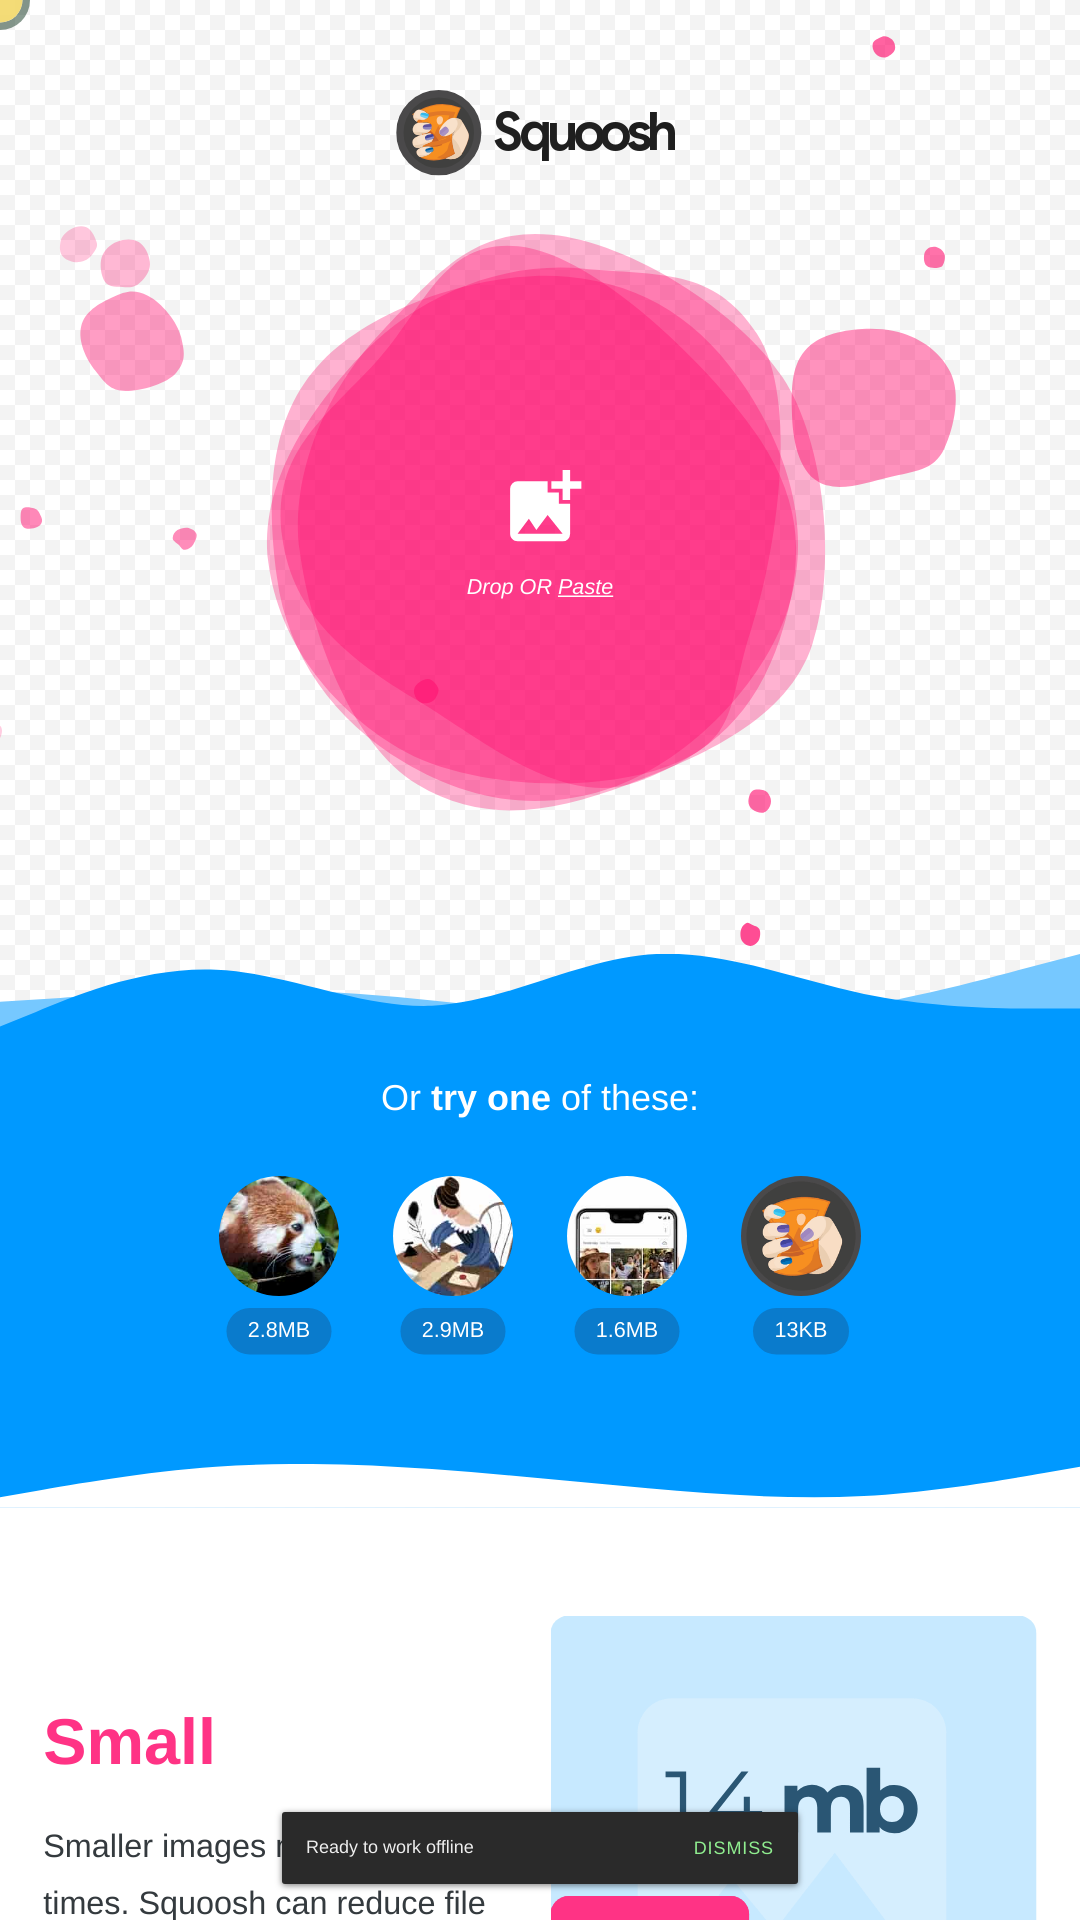 Squoosh
Drop OR Paste
Or try one of these:
2.8MB
2.9MB
1.6MB
13KB
Small
14 mb
Smaller images
times. Squoosh can reduce file
Ready to work offline
DISMISS